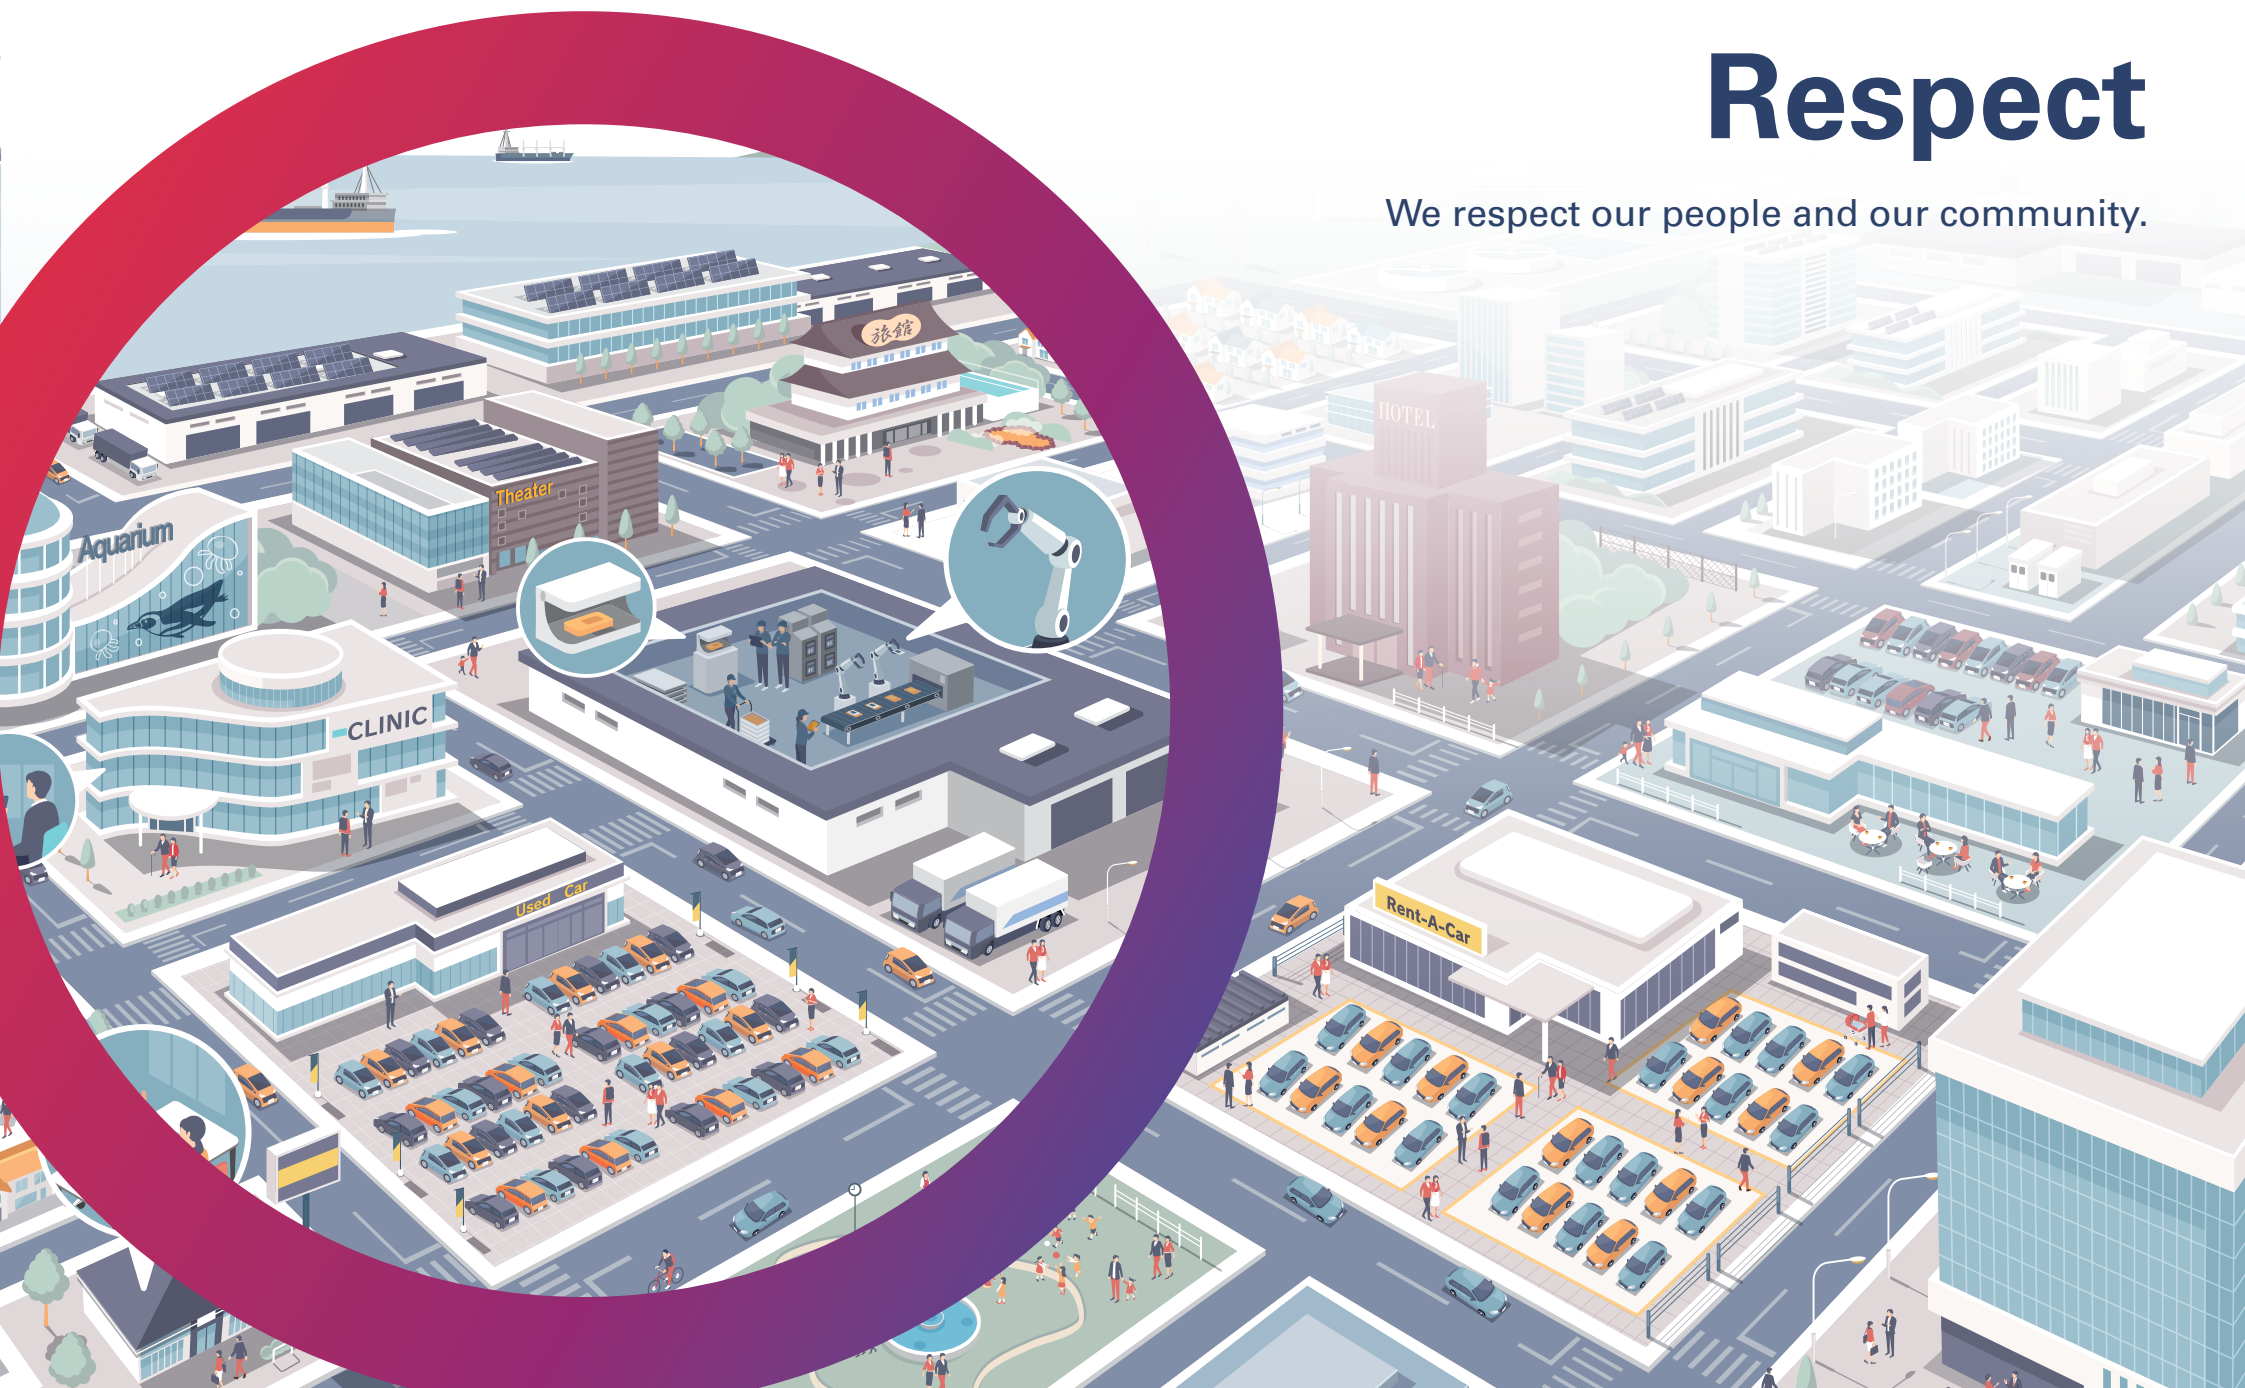 Respect
We respect our people and our community.
旅館
HOTEL
Theater
Aquarium
CLINIC
Used Car
Rent-A-Car